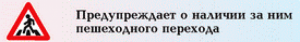 Предупреждает о наличии за ним
пешеходного перехода